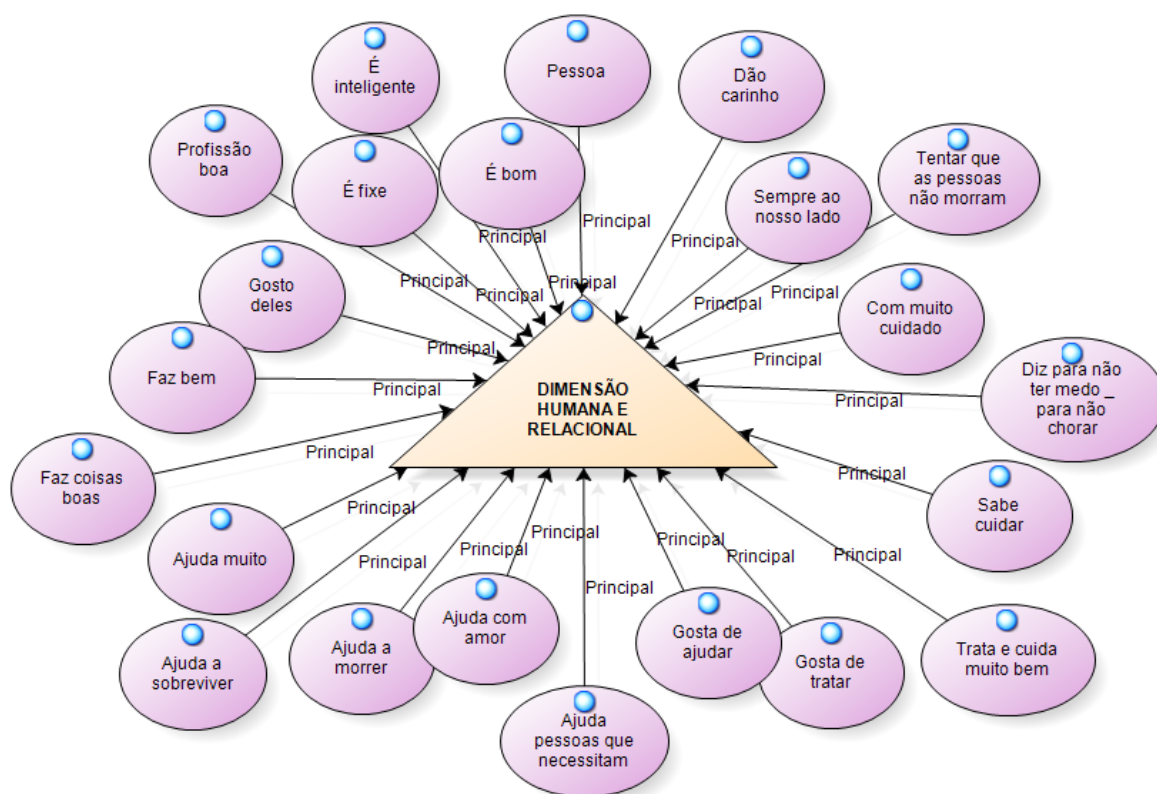 É
inteligente
Pessoa
Dão
carinho
Profissão
boa
É fixe
É bom
Sempre ao
nosso lado
Tentar que
as pessoas
não morram
Principal
Principal
Principal
Principal
Principal
Principal
Principal
Principal
Gosto
deles
Com muito
cuidado
Principal
Principal
Faz bem
Principal
DIMENSÃO
HUMANA E
RELACIONAL
Principal
Diz para não
ter medo _
para não
chorar
Faz coisas
boas
Principal
Principal
Sabe
cuidar
Ajuda muito
Principal
Principal
Principal
Principal
Principal
Principal
Principal
Principal
Ajuda a
sobreviver
Ajuda a
morrer
Ajuda com
amor
Gosta de
ajudar
Gosta de
tratar
Trata e cuida
muito bem
Ajuda
pessoas que
necessitam